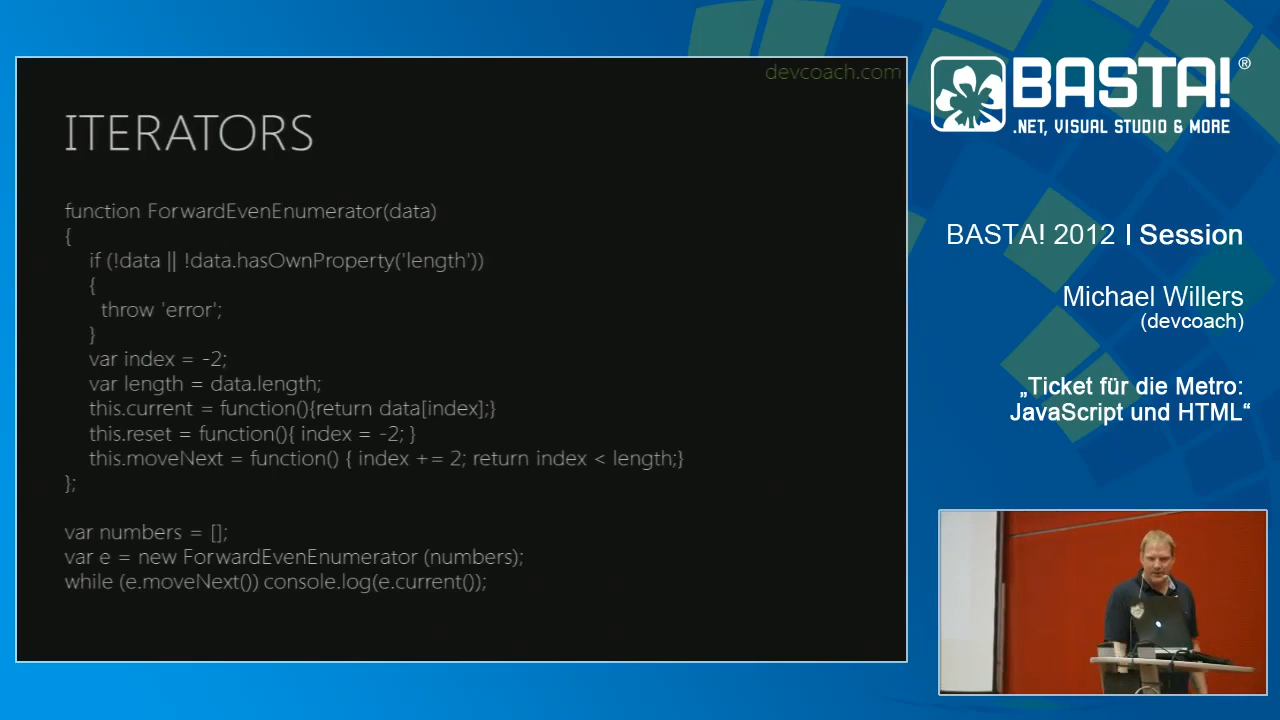 devcoach.com
ITERATORS
function ForwardEvenEnumerator(data)
{
if (!data || !data.hasOwnProperty('length'))
{
throw 'error';
}
var index = -2;
var length = data.length;
this.current = function(){return data[index];}
this.reset = function(){ index = -2; }
this.moveNext = function() { index += 2; return index < length;}
};
var numbers = [];
var e = new ForwardEvenEnumerator (numbers);
while (e.moveNext()) console.log(e.current());
BASTA!®
.NET, VISUAL STUDIO & MORE
BASTA! 2012 I Session
Michael Willers
(devcoach)
„Ticket für die Metro:
JavaScript und HTML“